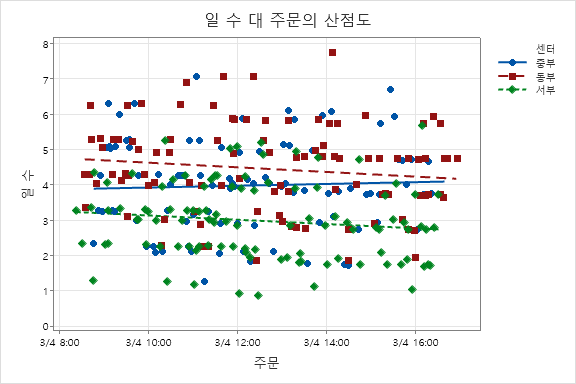 일 수 대 주문의 산점도
센터
중부
동부
서부
8
7
6
5
4
3
2
1
0
일 수
3/4 8:00
3/4 10:00
3/4 12:00
3/4 14:00
3/4 16:00
주문